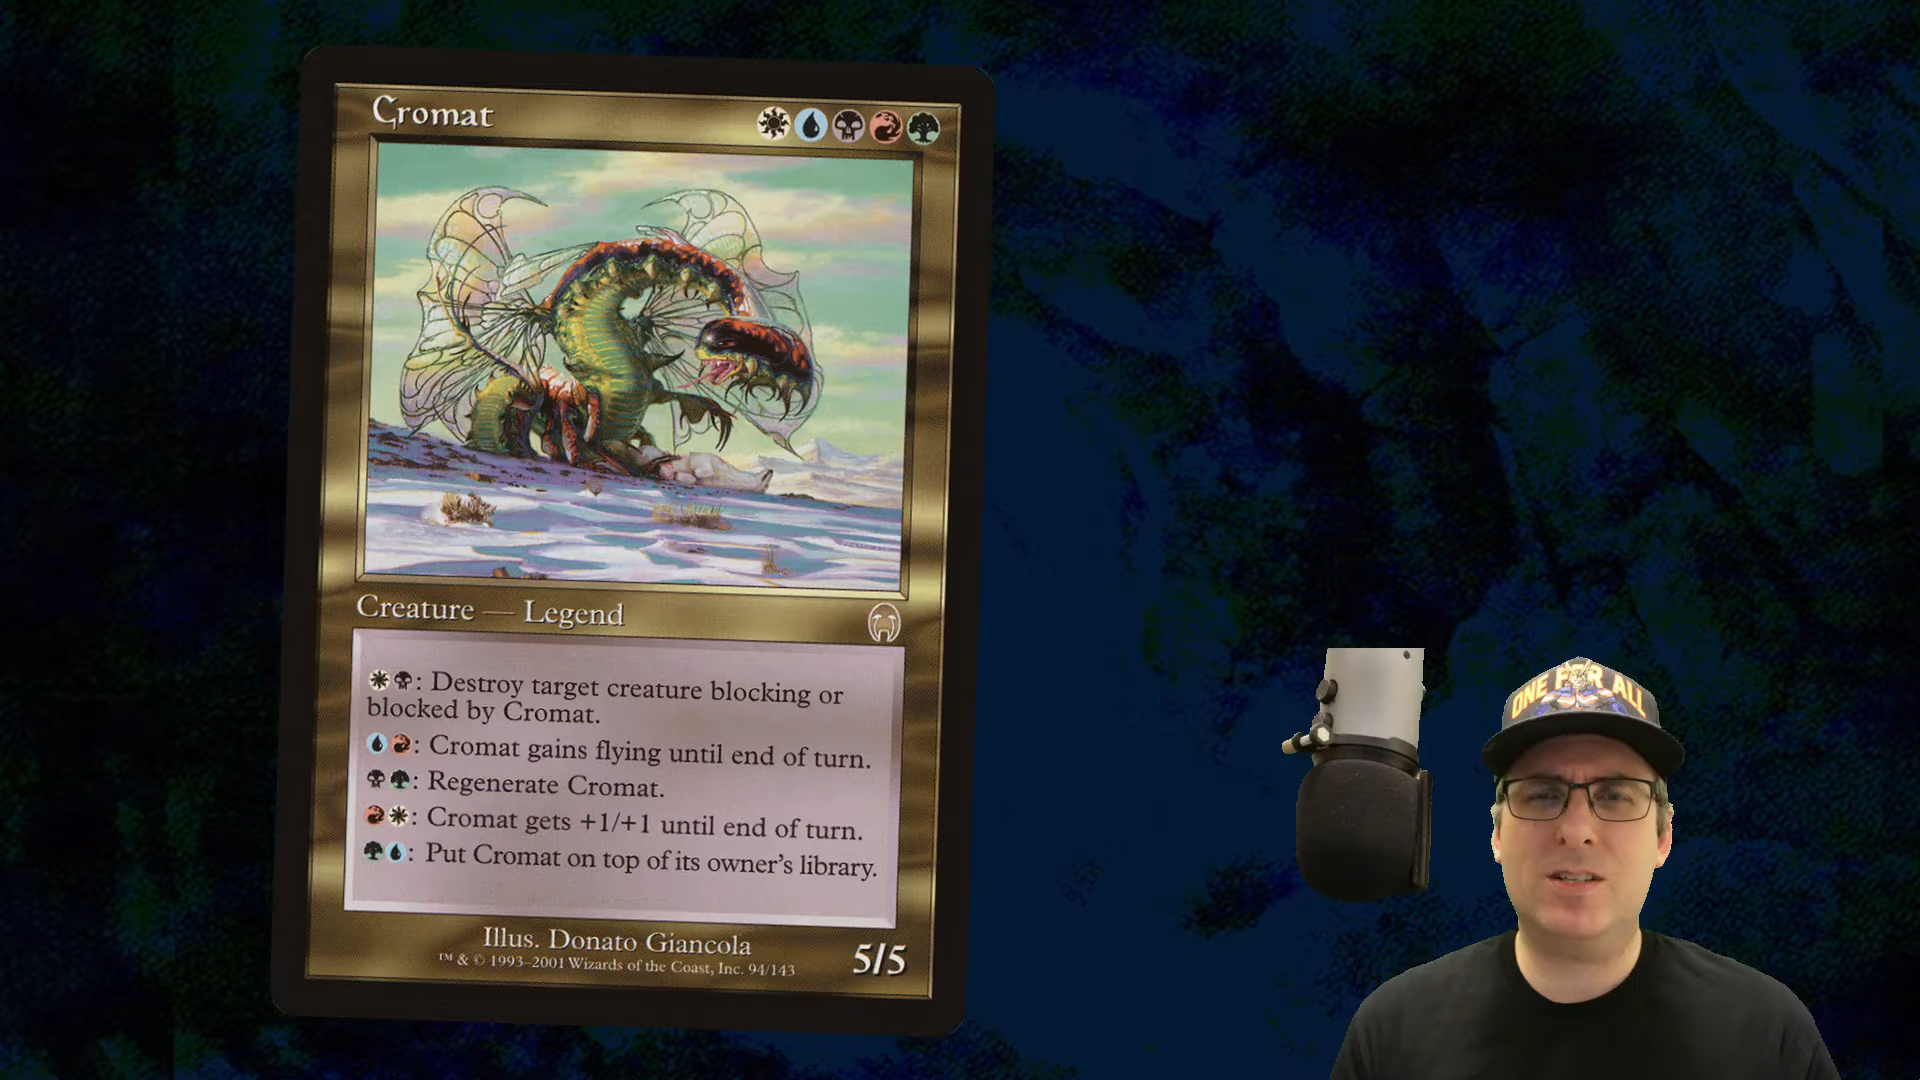 Cromat
Creature — Legend
: Destroy target creature blocking or
blocked by Cromat.
: Cromat gains flying until end of turn.
: Regenerate Cromat.
: Cromat gets +1/+1 until end of turn.
: Put Cromat on top of its owner's library.
Illus. Donato Giancola
™ & © 1993–2001 Wizards of the Coast, Inc. 94/143
5/5
ONE FOR ALL